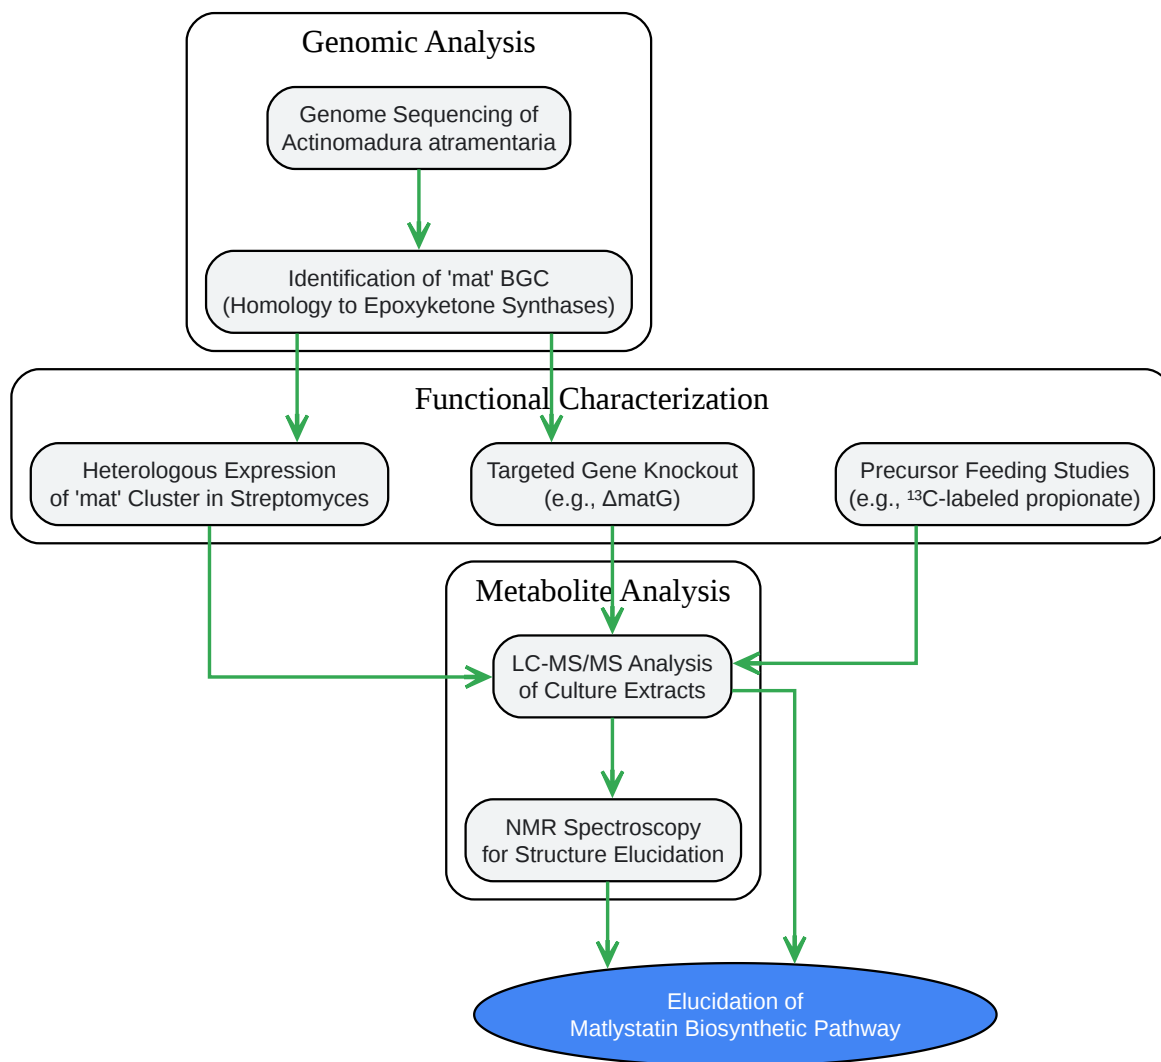 Genomic Analysis
Genome Sequencing of
Actinomadura atramentaria
Identification of 'mat' BGC
(Homology to Epoxyketone Synthases)
Functional Characterization
Heterologous Expression
of 'mat' Cluster in Streptomyces
Targeted Gene Knockout
(e.g., ΔmatG)
Precursor Feeding Studies
(e.g., ¹³C-labeled propionate)
Metabolite Analysis
LC-MS/MS Analysis
of Culture Extracts
NMR Spectroscopy
for Structure Elucidation
Elucidation of
Matlystatin Biosynthetic Pathway